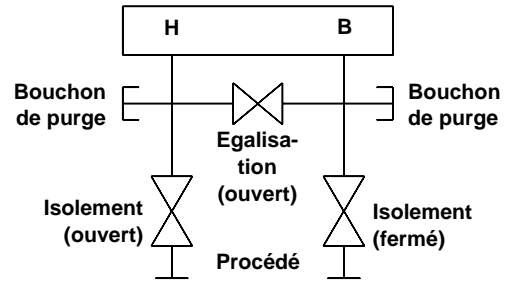 H
B
Bouchon
de purge
Bouchon
de purge
Egalisa-
tion
(ouvert)
Isolement
(ouvert)
Isolement
(fermé)
Procédé